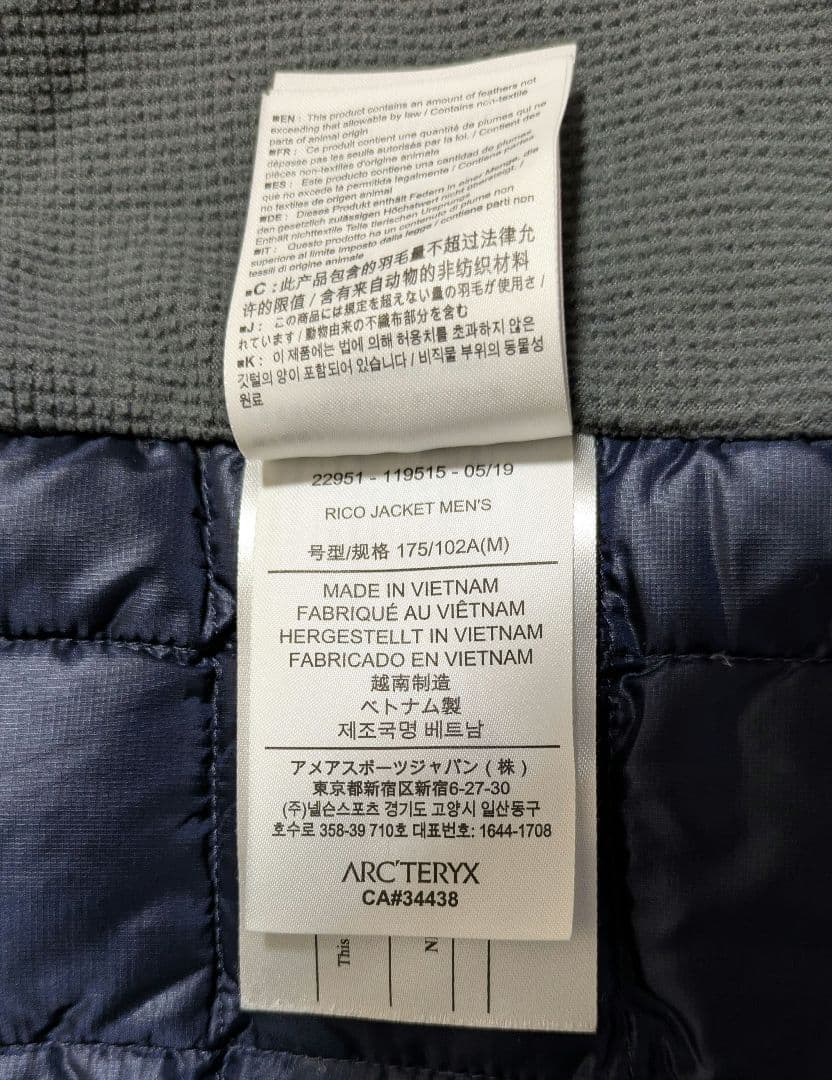 ■EN : This product contains an amount of feathers not
exceeding that allowable by law / Contains non-textile
parts of animal origin
■FR : Ce produit contient une quantité de plumes qui ne
dépasse pas les seuils autorisés par la loi. / Contient des
pièces non-textiles d'origine animale
■ES : Este producto contiene una cantidad de plumas
que no excede la permitida legalmente / Contiene partes
no textiles de origen animal
■DE : Dieses Produkt enthält Federn in einer Menge, die
den gesetzlich zulässigen Höchstwert nicht übersteigt. /
Enthält nichttextile Teile tierischen Ursprungs
■IT : Questo prodotto ha un contenuto di piume non
superiore al limite imposto dalla legge / contiene parti non
tessili di origine animale
■C : 此产品包含的羽毛量不超过法律允
许的限值 / 含有来自动物的非纺织材料
■J : この商品には規定を超えない量の羽毛が使用さ
れています / 動物由来の不織布部分を含む
■K : 이 제품에는 법에 의해 허용치를 초과하지 않은
깃털의 양이 포함되어 있습니다 / 비직물 부위의 동물성
원료
22951 - 119515 - 05/19
RICO JACKET MEN'S
号型/规格 175/102A(M)
MADE IN VIETNAM
FABRIQUÉ AU VIÊTNAM
HERGESTELLT IN VIETNAM
FABRICADO EN VIETNAM
越南制造
ベトナム製
제조국명 베트남
アメアスポーツジャパン ( 株 )
東京都新宿区新宿6-27-30
(주)넬슨스포츠 경기도 고양시 일산동구
호수로 358-39 710호 대표번호: 1644-1708
ARC'TERYX
CA#34438
This